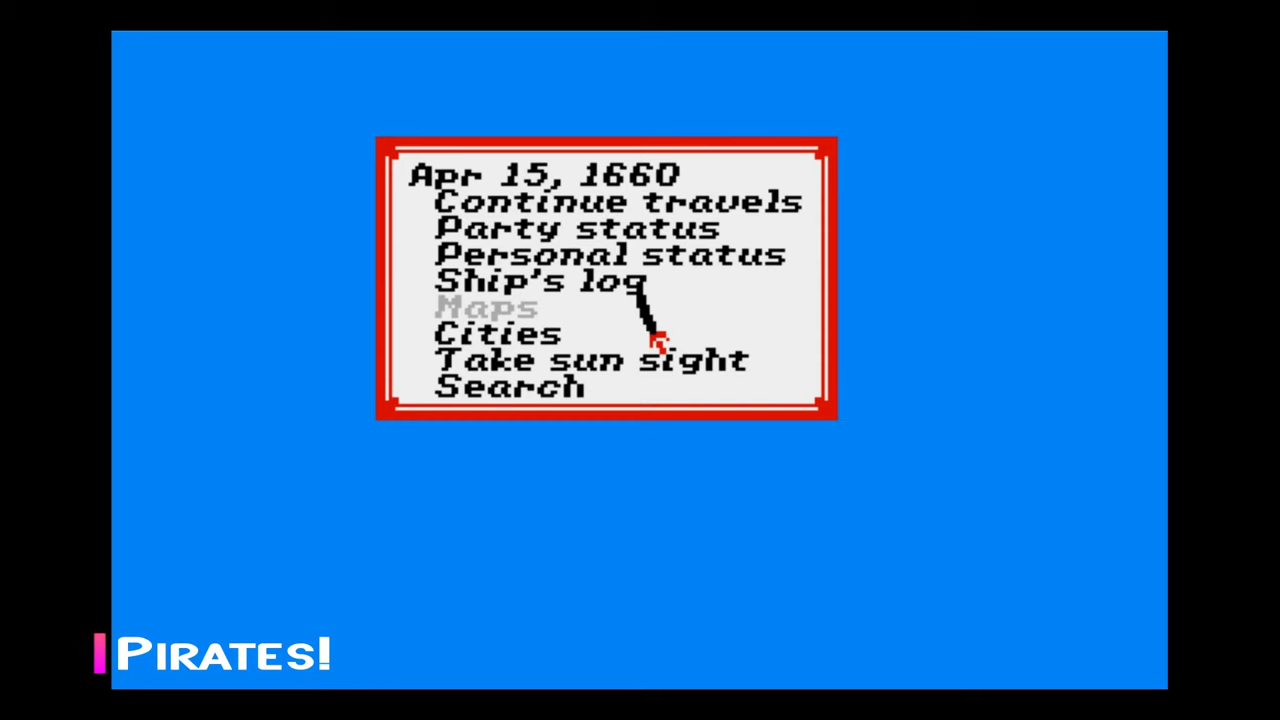 Apr 15, 1660
Continue travels
Party status
Personal status
Ship's log
Maps
Cities
Take sun sight
Search
Pirates!